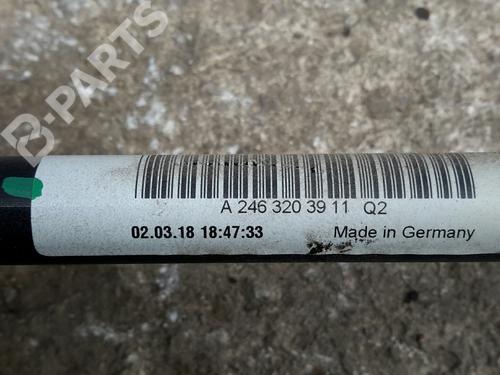 B-PARTS
A 246 320 39 11 Q2
02.03.18 18:47:33 Made in Germany